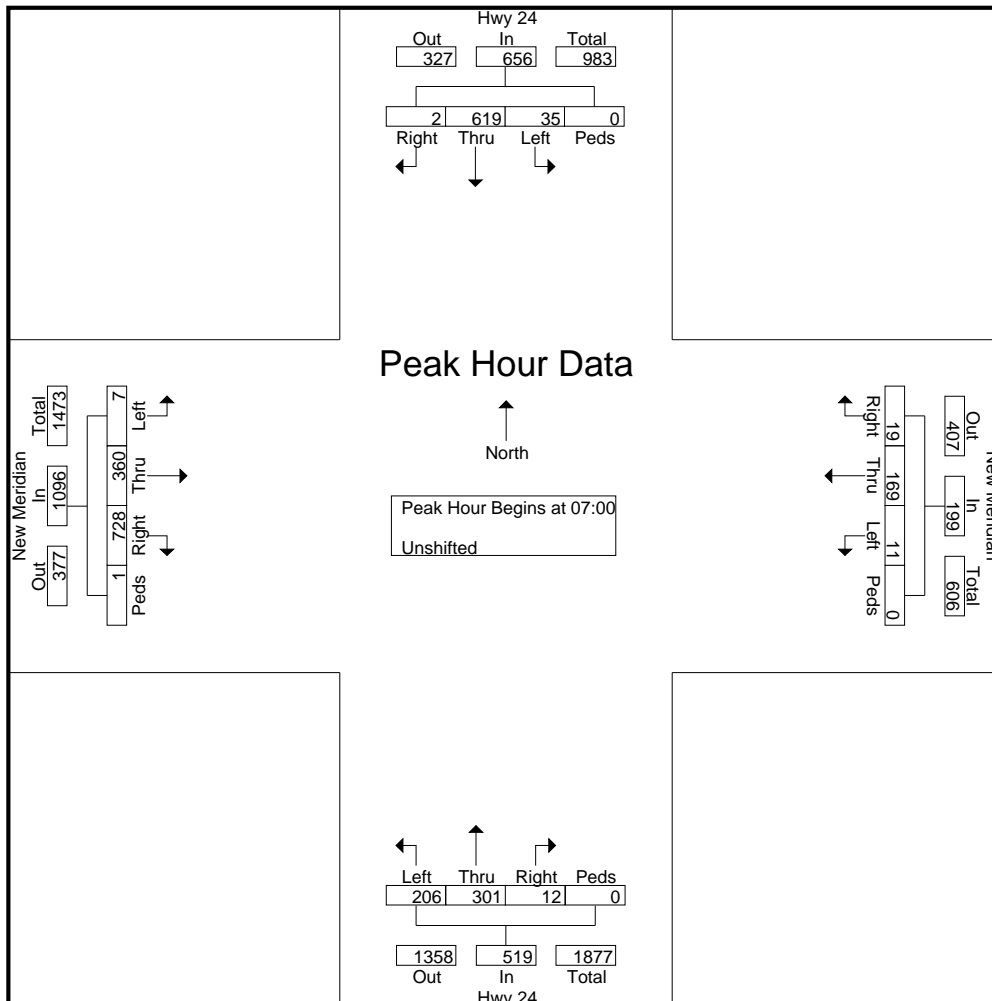 Hwy 24
Out In Total
327 656 983
2 619 35 0
Right Thru Left Peds
Peak Hour Data
North
Peak Hour Begins at 07:00
Unshifted
New Meridian
Total In Out
1473 1096 377
7 360 728 1
Left Thru Right Peds
New Meridian
Out In Total
407 199 606
19 169 11 0
Right Thru Left Peds
Left Thru Right Peds
206 301 12 0
1358 519 1877
Out In Total
Hwy 24